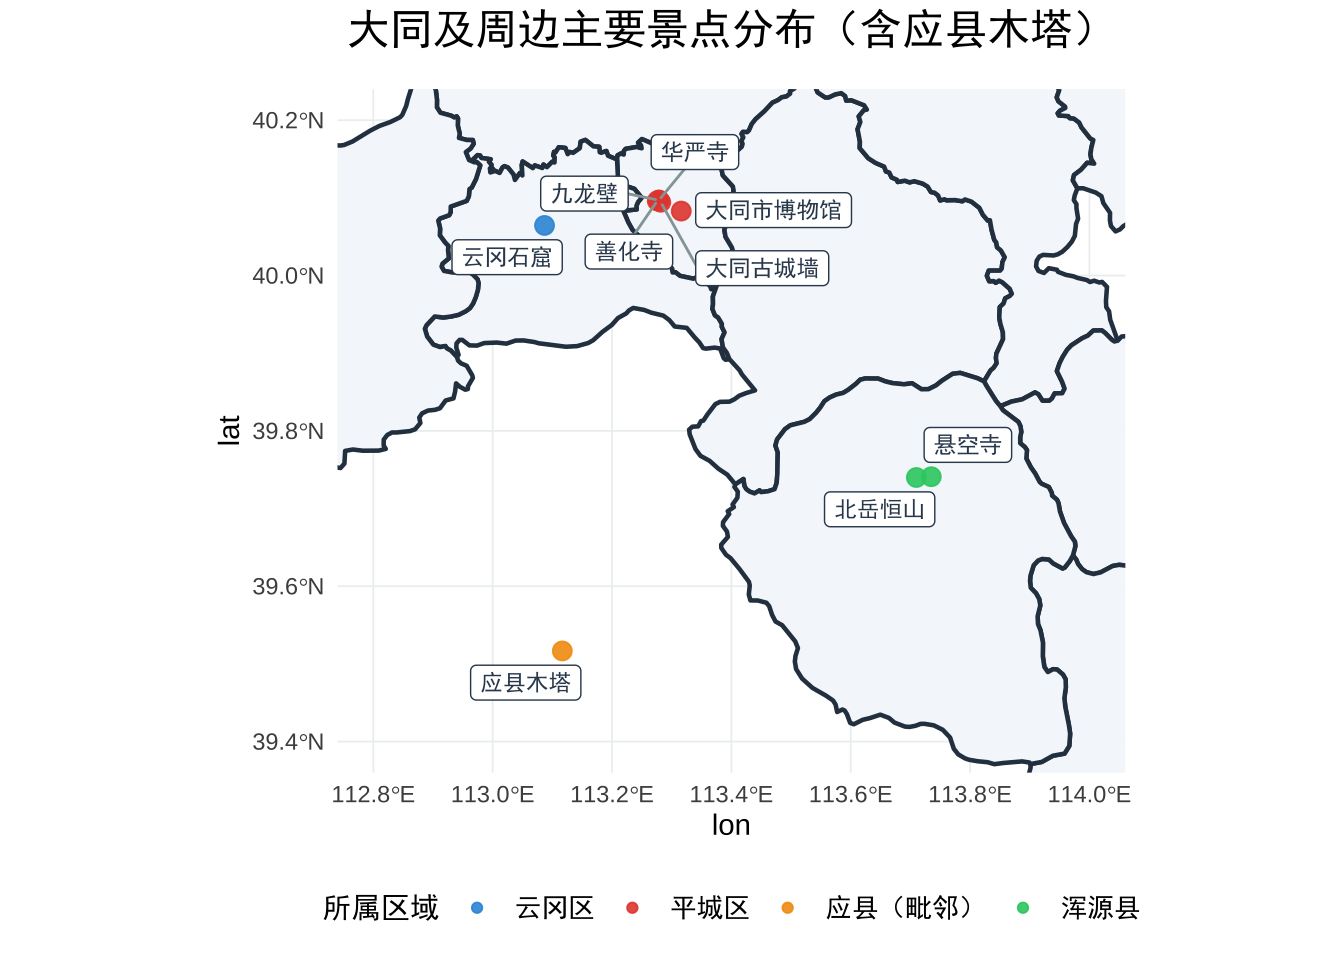 大同及周边主要景点分布（含应县木塔）
40.2°N
40.0°N
39.8°N
39.6°N
39.4°N
lat
华严寺
九龙壁
大同市博物馆
云冈石窟
善化寺
大同古城墙
悬空寺
北岳恒山
应县木塔
112.8°E 113.0°E 113.2°E 113.4°E 113.6°E 113.8°E 114.0°E
lon
所属区域 云冈区 平城区 应县（毗邻） 浑源县